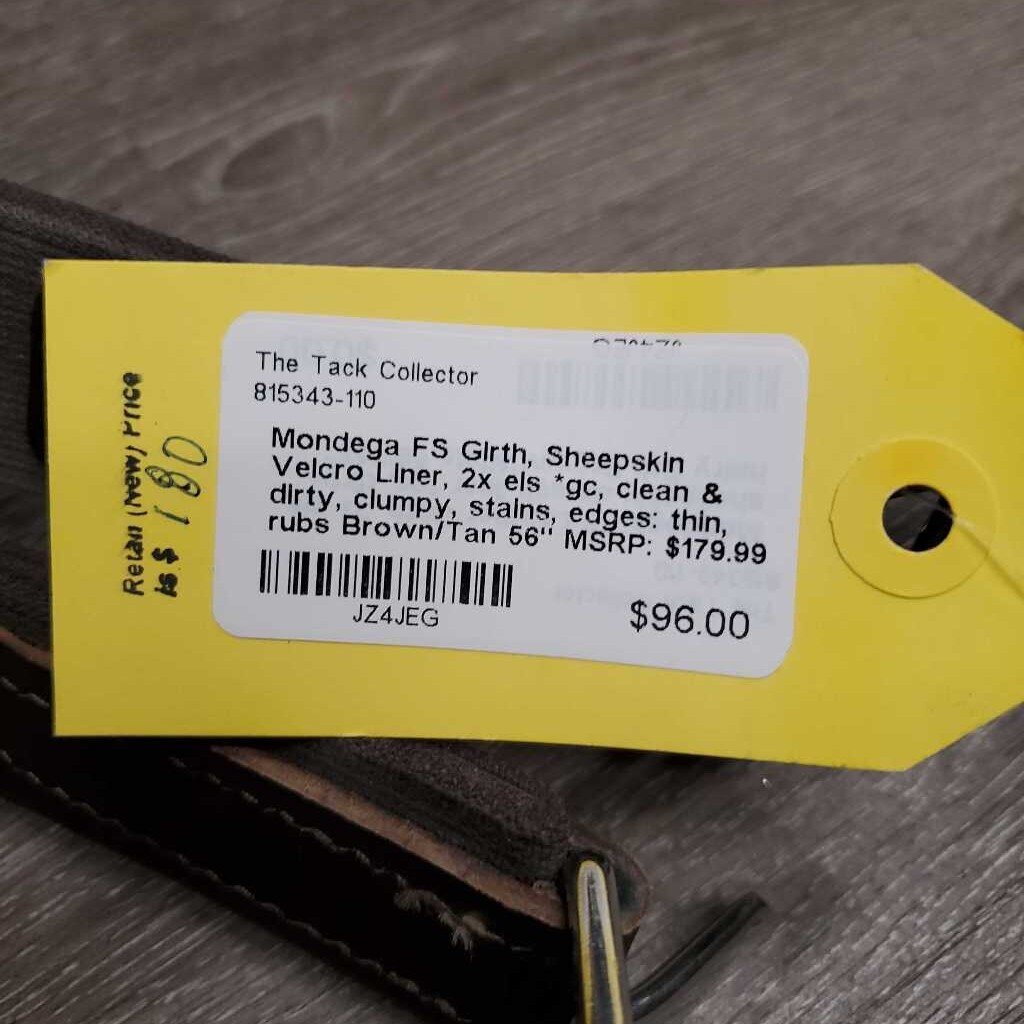 The Tack Collector
815343-110
Mondega FS Girth, Sheepskin
Velcro Liner, 2x els *gc, clean &
dirty, clumpy, stains, edges: thin,
rubs Brown/Tan 56" MSRP: $179.99
JZ4JEG
$96.00
Retail (New) Price
is $ 180